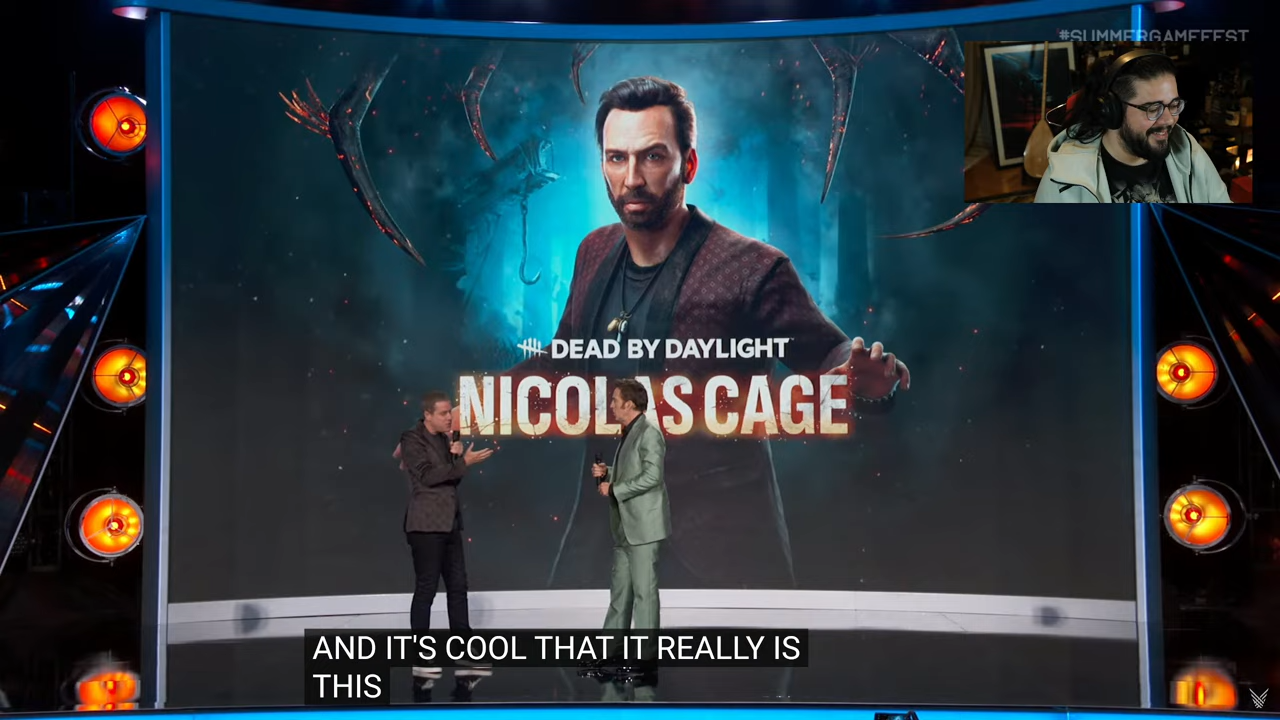 #SUMMERGAMEFEST
DEAD BY DAYLIGHT
NICOLAS CAGE
AND IT'S COOL THAT IT REALLY IS
THIS